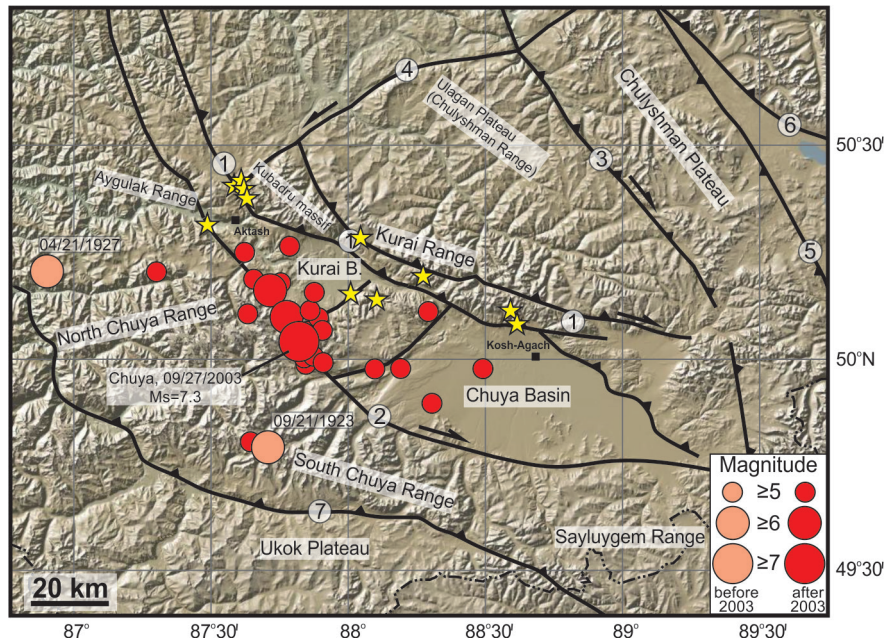 4
Ulagan Plateau
(Chulyshman Range)
Chulyshman Plateau
6
50°30'
1
3
Aygulak Range
Kubadru massif
Aktash
04/21/1927
1
Kurai Range
5
Kurai B.
North Chuya Range
1
Kosh-Agach
50°N
Chuya, 09/27/2003
Ms=7.3
Chuya Basin
09/21/1923
2
South Chuya Range
7
Ukok Plateau
Sayluygem Range
Magnitude
≥5
≥6
≥7
before
2003
after
2003
49°30'
20 km
87° 87°30' 88° 88°30' 89° 89°30'